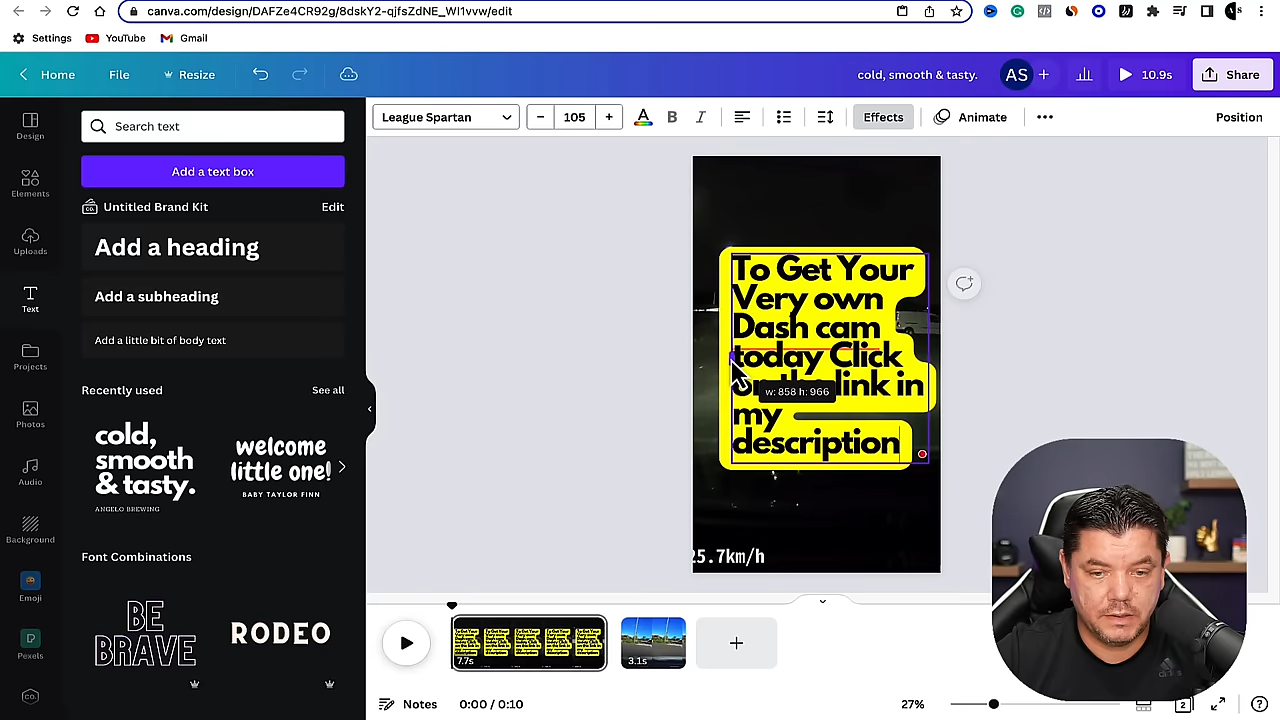 canva.com/design/DAFZe4CR92g/8dskY2-qjfsZdNE_Wl1vvw/edit
Settings
YouTube
Gmail
Home
File
Resize
cold, smooth & tasty.
AS
10.9s
Share
Design
Elements
Uploads
Text
Projects
Photos
Audio
Background
Emoji
Pexels
Search text
Add a text box
Untitled Brand Kit
Edit
Add a heading
Add a subheading
Add a little bit of body text
Recently used
See all
cold,
smooth
& tasty.
ANGELO BREWING
welcome
little one!
BABY TAYLOR FINN
Font Combinations
BE
BRAVE
RODEO
League Spartan
105
A
B
I
Effects
Animate
Position
To Get Your
Very own
Dash cam
today Click
on the link in
my
description
w: 858 h: 966
25.7km/h
7.7s
3.1s
Notes
0:00 / 0:10
27%
2